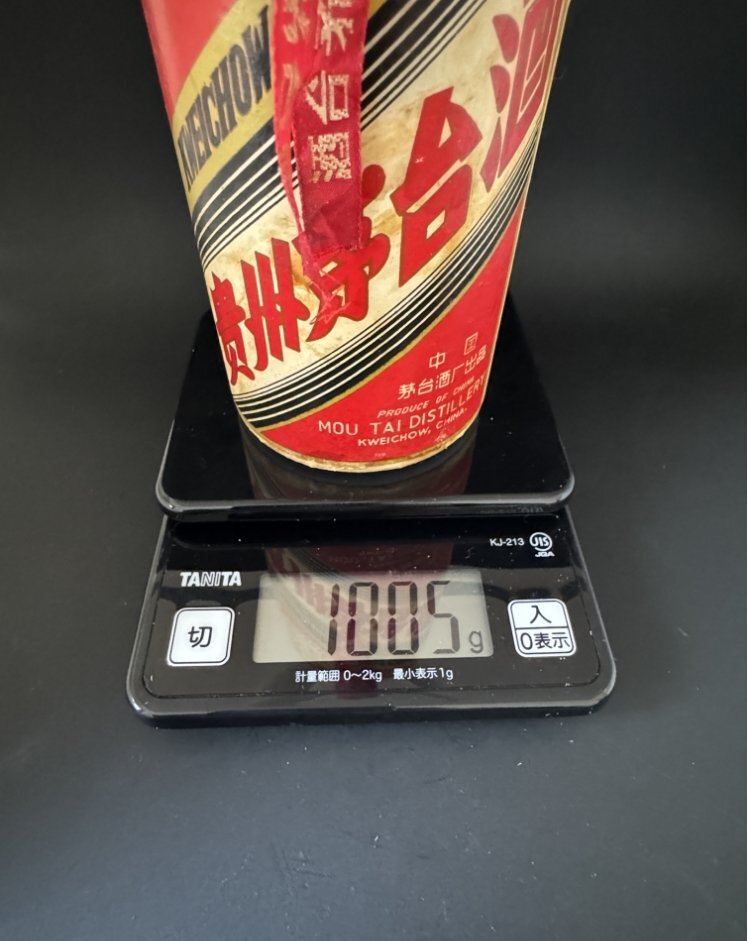 KWEICHOW
贵州茅台酒
中国
茅台酒厂出品
PRODUCE OF CHINA
MOU TAI DISTILLERY
KWEICHOW, CHINA.
KJ-213
JIS
JQA
TANITA
切
1005g
入
0表示
計量範囲 0～2kg 最小表示1g